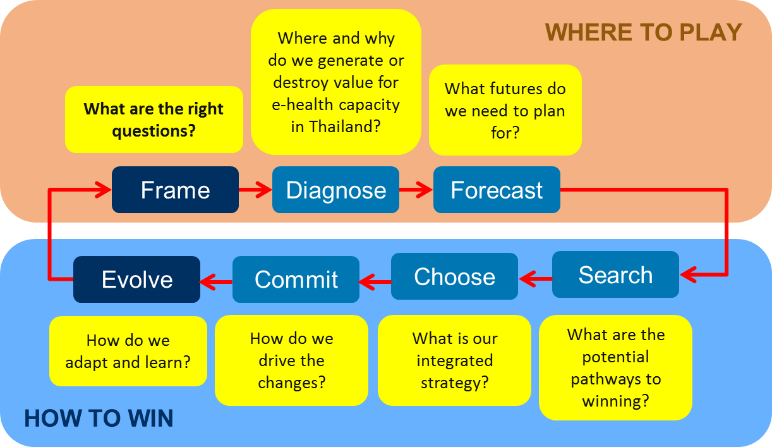 WHERE TO PLAY
What are the right
questions?
Where and why
do we generate or
destroy value for
e-health capacity
in Thailand?
What futures do
we need to plan
for?
Frame
Diagnose
Forecast
Evolve
Commit
Choose
Search
How do we
adapt and learn?
How do we
drive the
changes?
What is our
integrated
strategy?
What are the
potential
pathways to
winning?
HOW TO WIN